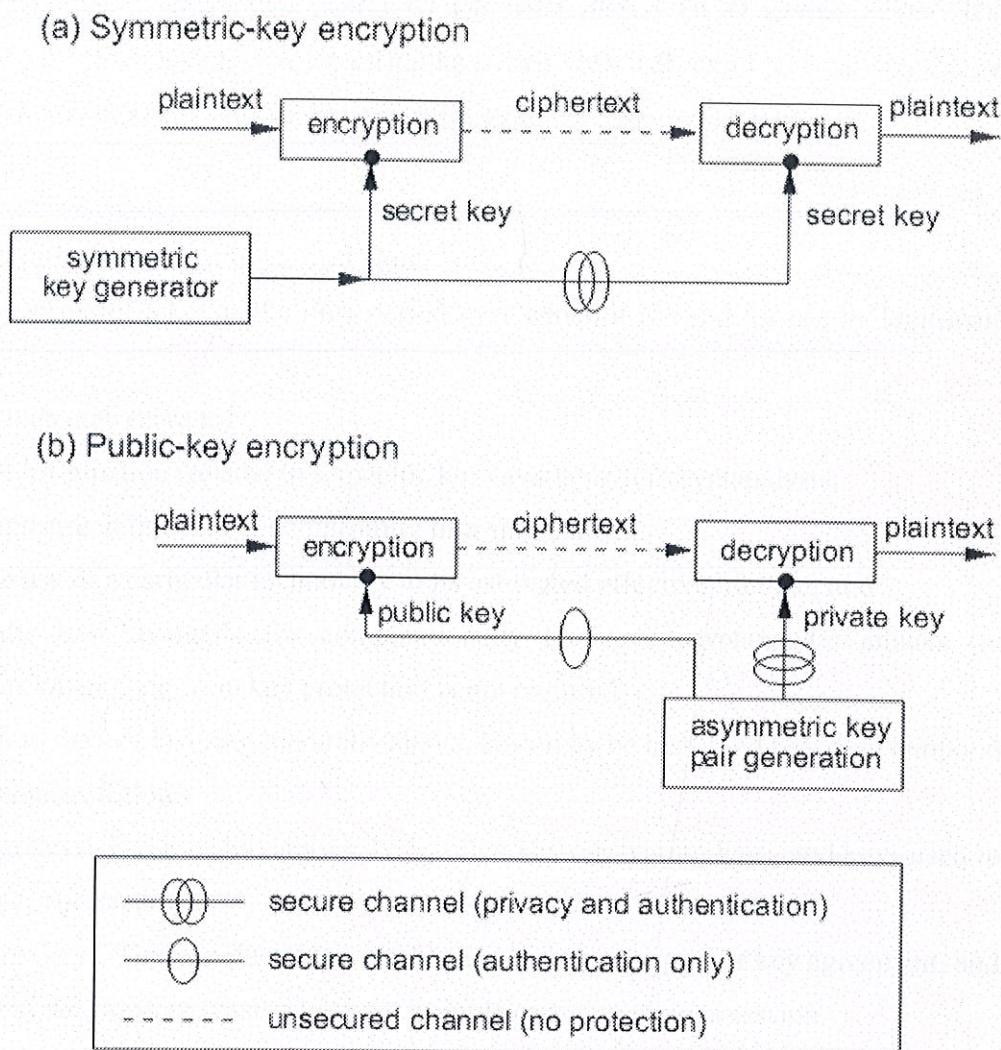 (a) Symmetric-key encryption
plaintext
encryption
ciphertext
decryption
plaintext
secret key
secret key
symmetric
key generator
(b) Public-key encryption
plaintext
encryption
ciphertext
decryption
plaintext
public key
private key
asymmetric key
pair generation
secure channel (privacy and authentication)
secure channel (authentication only)
unsecured channel (no protection)